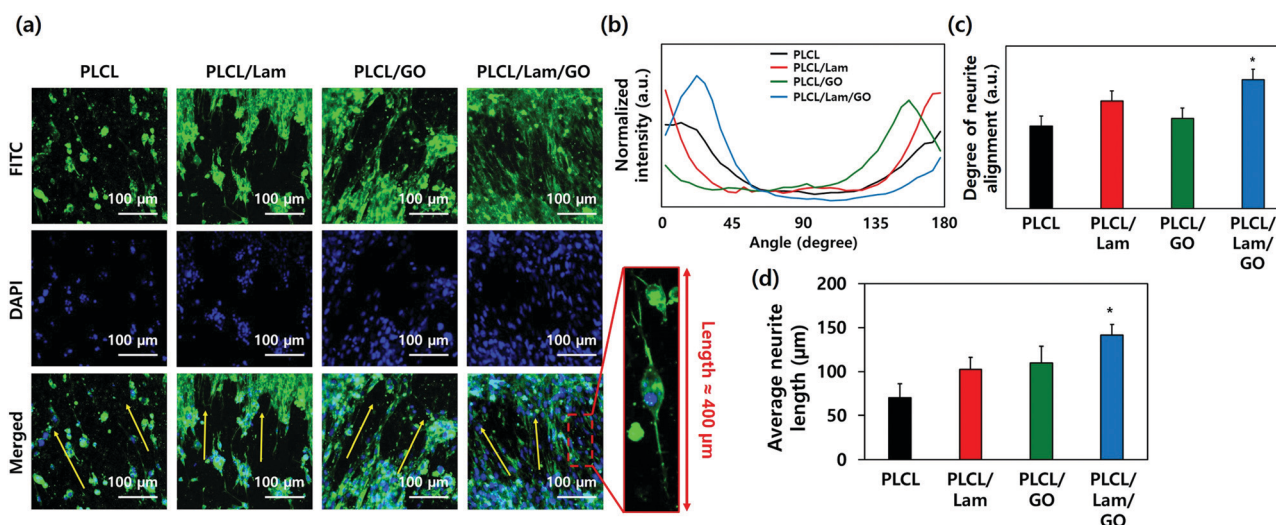 (a)
PLCL
PLCL/Lam
PLCL/GO
PLCL/Lam/GO
FITC
100 μm
100 μm
100 μm
100 μm
DAPI
100 μm
100 μm
100 μm
100 μm
Merged
100 μm
100 μm
100 μm
100 μm
Length ≈ 400 μm
(b)
Normalized
intensity (a.u.)
PLCL
PLCL/Lam
PLCL/GO
PLCL/Lam/GO
0
45
90
135
180
Angle (degree)
(c)
Degree of neurite
alignment (a.u.)
*
PLCL
PLCL/
Lam
PLCL/
GO
PLCL/
Lam/
GO
(d)
Average neurite
length (μm)
200
150
100
50
0
*
PLCL
PLCL/
Lam
PLCL/
GO
PLCL/
Lam/
GO